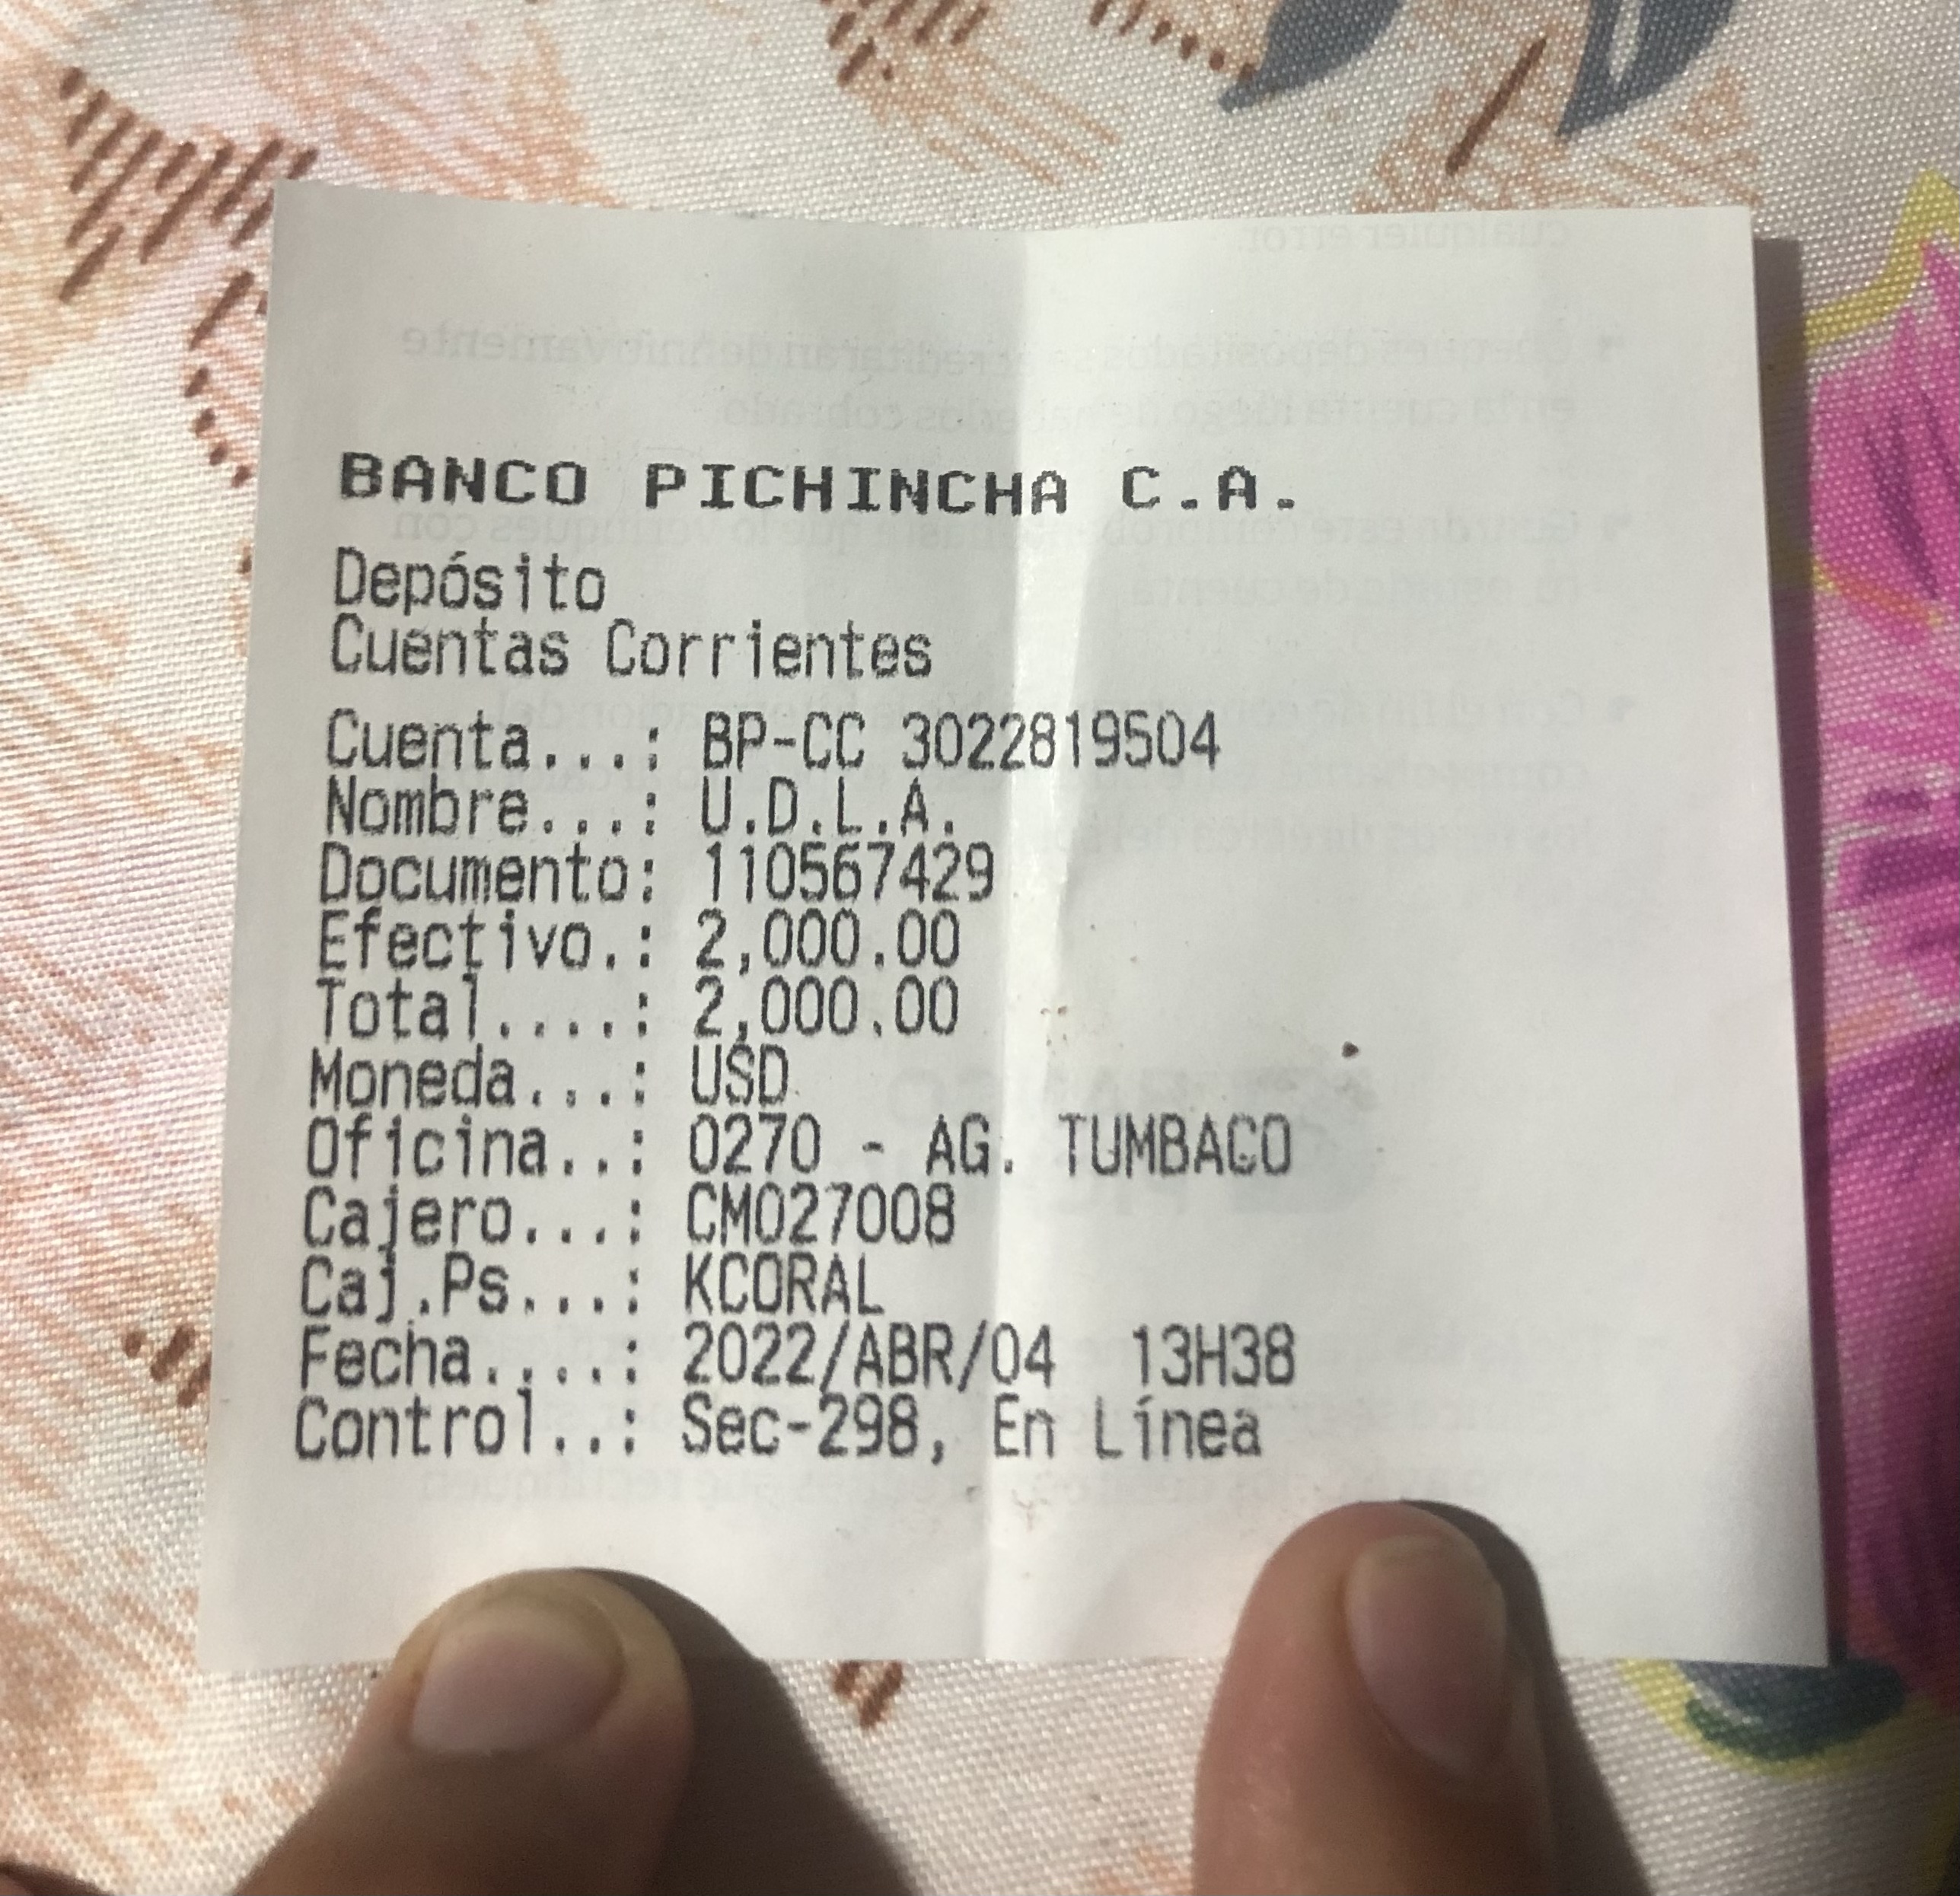 BANCO PICHINCHA C.A.
Depósito
Cuentas Corrientes
Cuenta...: BP-CC 3022819504
Nombre...: U.D.L.A.
Documento: 110567429
Efectivo.: 2,000.00
Total....: 2,000.00
Moneda...: USD
Oficina..: 0270 - AG. TUMBACO
Cajero...: CM027008
Caj.Ps...: KCORAL
Fecha....: 2022/ABR/04 13H38
Control..: Sec-298, En Línea